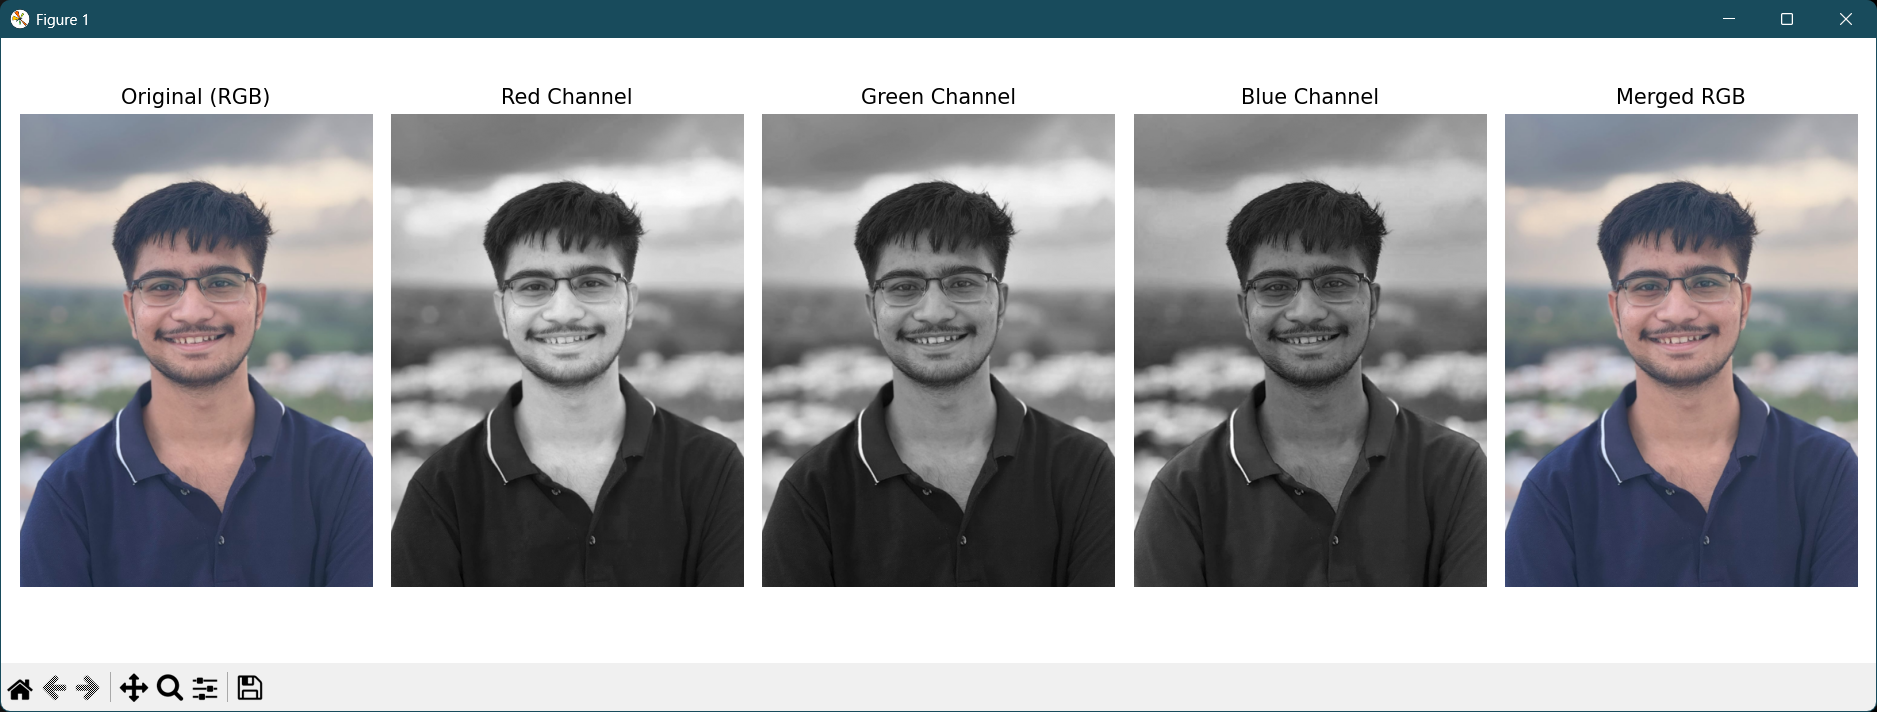 Figure 1
Original (RGB)
Red Channel
Green Channel
Blue Channel
Merged RGB